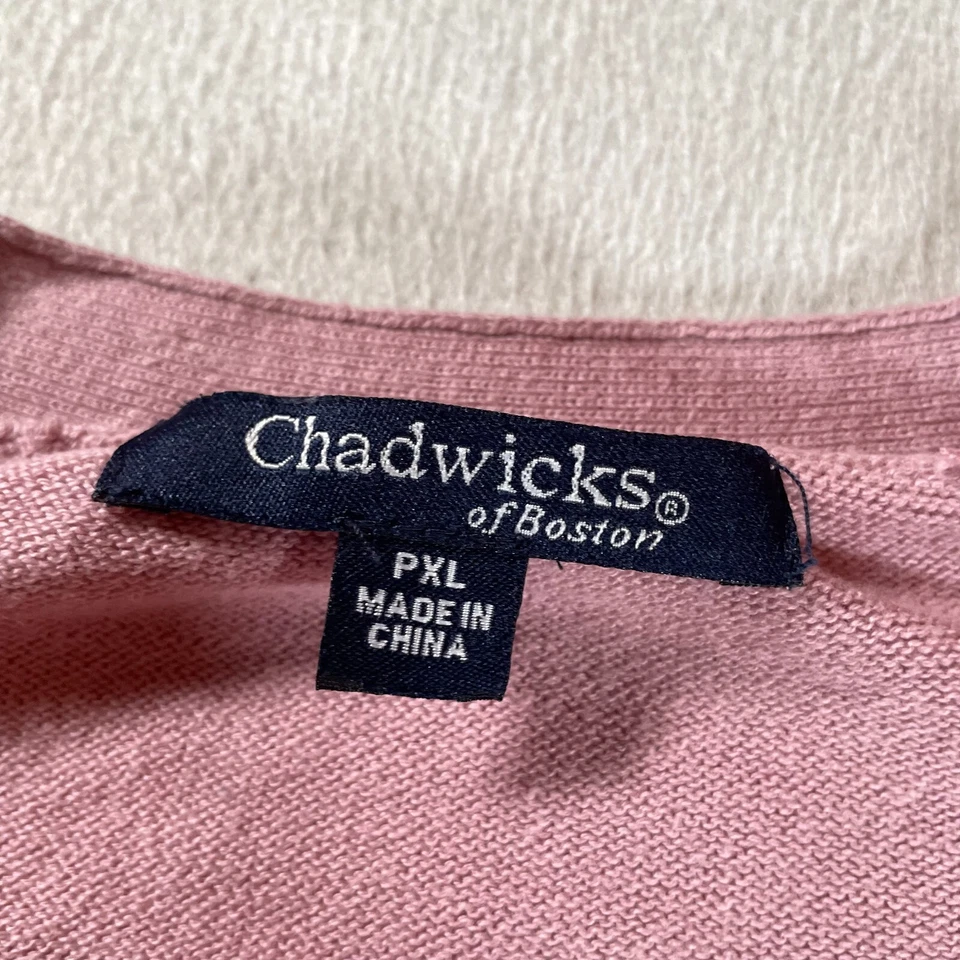 Chadwicks®
of Boston
PXL
MADE IN
CHINA